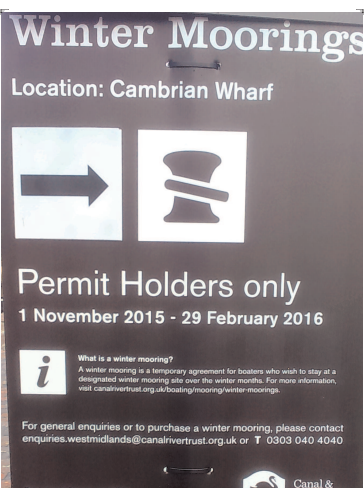 Winter Moorings
Location: Cambrian Wharf
Permit Holders only
1 November 2015 - 29 February 2016
i
What is a winter mooring?
A winter mooring is a temporary agreement for boaters who wish to stay at a
designated winter mooring site over the winter months. For more information,
visit canalrivertrust.org.uk/boating/mooring/winter-moorings.
For general enquiries or to purchase a winter mooring, please contact
enquiries.westmidlands@canalrivertrust.org.uk or T 0303 040 4040
Canal &